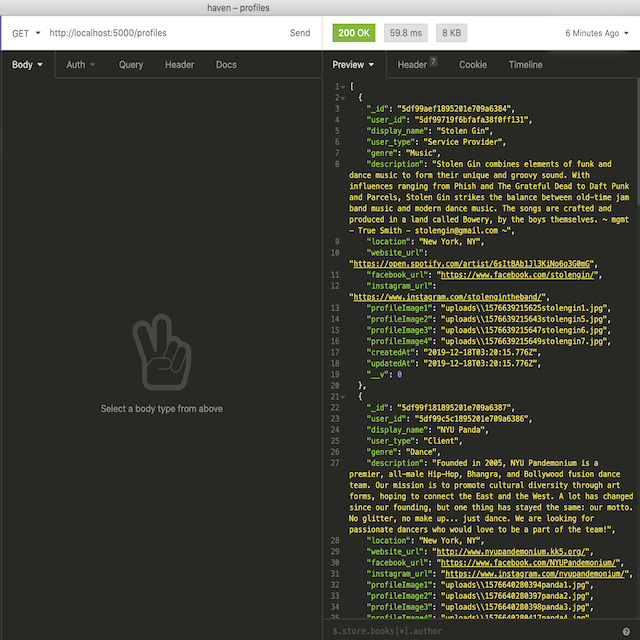 haven – profiles
GET http://localhost:5000/profiles Send 200 OK 59.8 ms 8 KB 6 Minutes Ago
Body Auth Query Header Docs Preview Header 7 Cookie Timeline
1 [
2 {
3 "_id": "5df99aef1895201e709a6384",
4 "user_id": "5df99719f6bfafa38f0ff131",
5 "display_name": "Stolen Gin",
6 "user_type": "Service Provider",
7 "genre": "Music",
8 "description": "Stolen Gin combines elements of funk and
dance music to form their unique and groovy sound. With
influences ranging from Phish and The Grateful Dead to Daft Punk
and Parcels, Stolen Gin strikes the balance between old-time jam
band music and modern dance music. The songs are crafted and
produced in a land called Bowery, by the boys themselves. ~ mgmt
- True Smith - stolengin@gmail.com ~",
9 "location": "New York, NY",
10 "website_url":
"https://open.spotify.com/artist/6sItBAb1Jl3KiNo6o3G0mG",
11 "facebook_url": "https://www.facebook.com/stolengin/",
12 "instagram_url":
"https://www.instagram.com/stolengintheband/",
13 "profileImage1": "uploads\\1576639215625stolengin1.jpg",
14 "profileImage2": "uploads\\1576639215643stolengin5.jpg",
15 "profileImage3": "uploads\\1576639215647stolengin6.jpg",
16 "profileImage4": "uploads\\1576639215649stolengin7.jpg",
17 "createdAt": "2019-12-18T03:20:15.776Z",
18 "updatedAt": "2019-12-18T03:20:15.776Z",
19 "__v": 0
20 },
21 {
22 "_id": "5df99f181895201e709a6387",
23 "user_id": "5df99c5c1895201e709a6386",
24 "display_name": "NYU Panda",
25 "user_type": "Client",
26 "genre": "Dance",
27 "description": "Founded in 2005, NYU Pandemonium is a
premier, all-male Hip-Hop, Bhangra, and Bollywood fusion dance
team. Our mission is to promote cultural diversity through art
forms, hoping to connect the East and the West. A lot has changed
since our founding, but one thing has stayed the same: our motto.
No glitter, no make up... just dance. We are looking for
passionate dancers who would love to be a part of the team!",
28 "location": "New York, NY",
29 "website_url": "http://www.nyupandemonium.kk5.org/",
30 "facebook_url": "https://www.facebook.com/NYUPandemonium/",
31 "instagram_url": "https://www.instagram.com/nyupandemonium/",
32 "profileImage1": "uploads\\1576640280394panda1.jpg",
33 "profileImage2": "uploads\\1576640280397panda2.jpg",
34 "profileImage3": "uploads\\1576640280398panda3.jpg",
35 "profileImage4": "uploads\\1576640280417panda4.jpg",
Select a body type from above
$.store.books[*].author